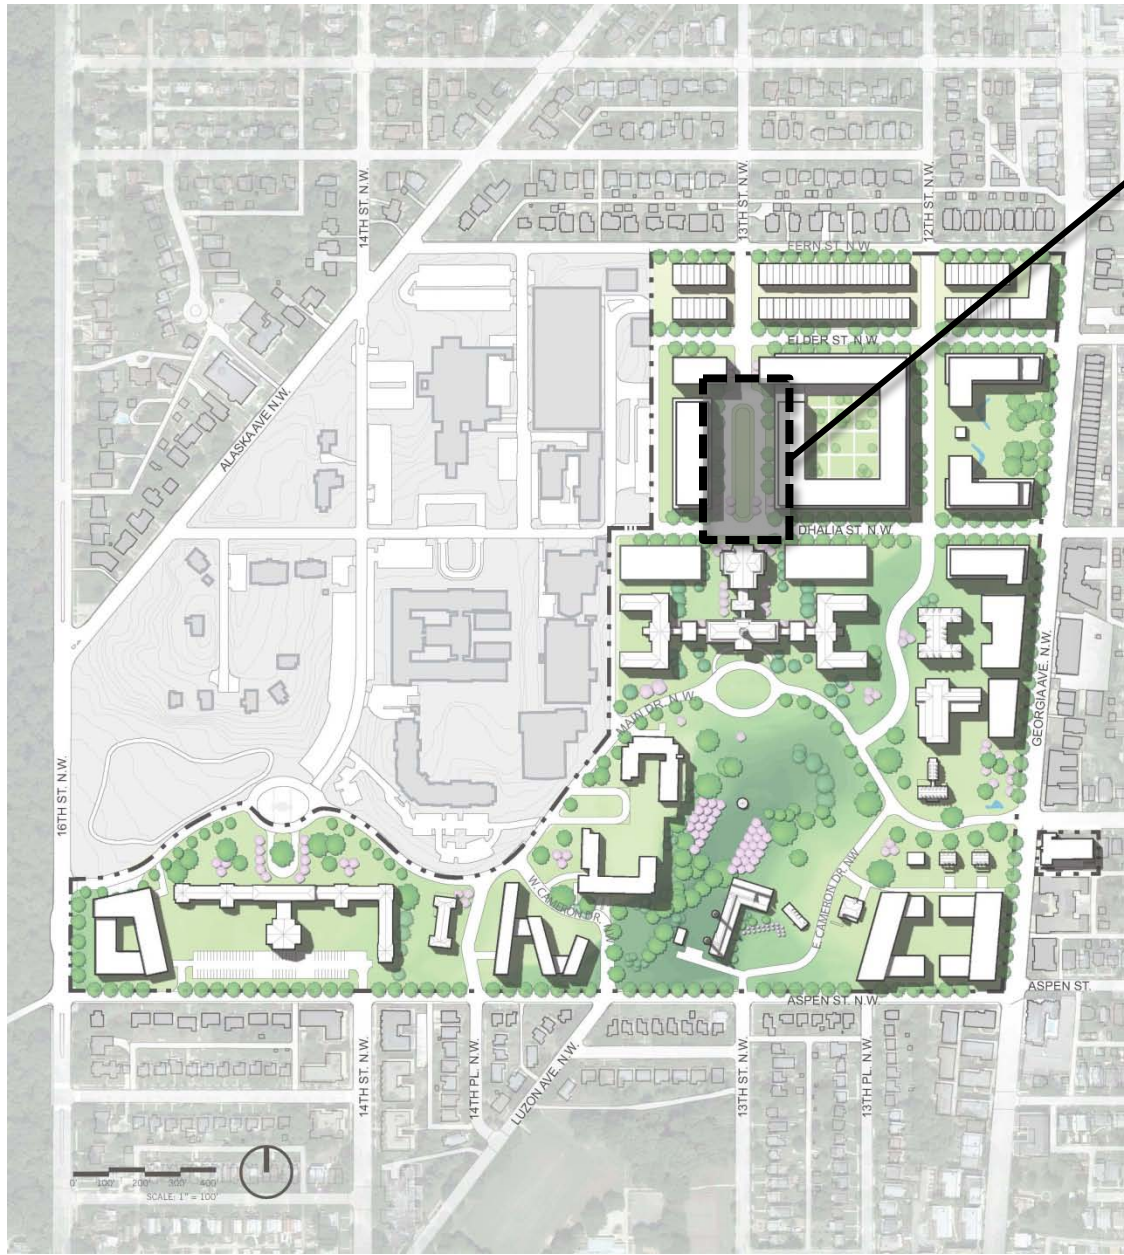 14TH ST. N.W.
13TH ST. N.W.
12TH ST. N.W.
FERN ST. N.W.
ELDER ST. N.W.
ALASKA AVE N.W.
DHALIA ST. N.W.
GEORGIA AVE. N.W.
MAIN DR. N.W.
16TH ST. N.W.
W. CAMERON DR.
E. CAMERON DR. NW
ASPEN ST. N.W.
ASPEN ST.
14TH ST. N.W.
14TH PL. N.W.
LUZON AVE. N.W.
13TH ST. N.W.
13TH PL. N.W.
0' 100' 200' 300' 400'
SCALE: 1" = 100'